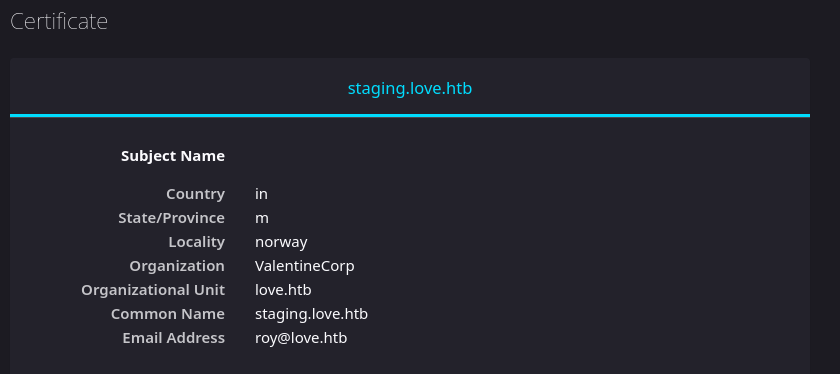 Certificate
staging.love.htb
Subject Name
Country in
State/Province m
Locality norway
Organization ValentineCorp
Organizational Unit love.htb
Common Name staging.love.htb
Email Address roy@love.htb